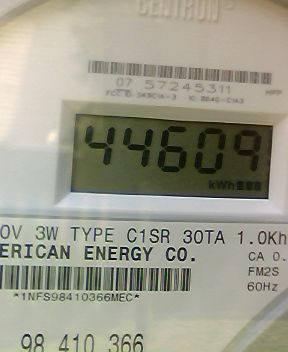 CENTRON®
07 57245311
44609
kWh
0V 3W TYPE C1SR 30TA 1.0Kh
ERICAN ENERGY CO.
CA 0.
FM2S
*1NFS98410366MEC*
60Hz
98 410 366